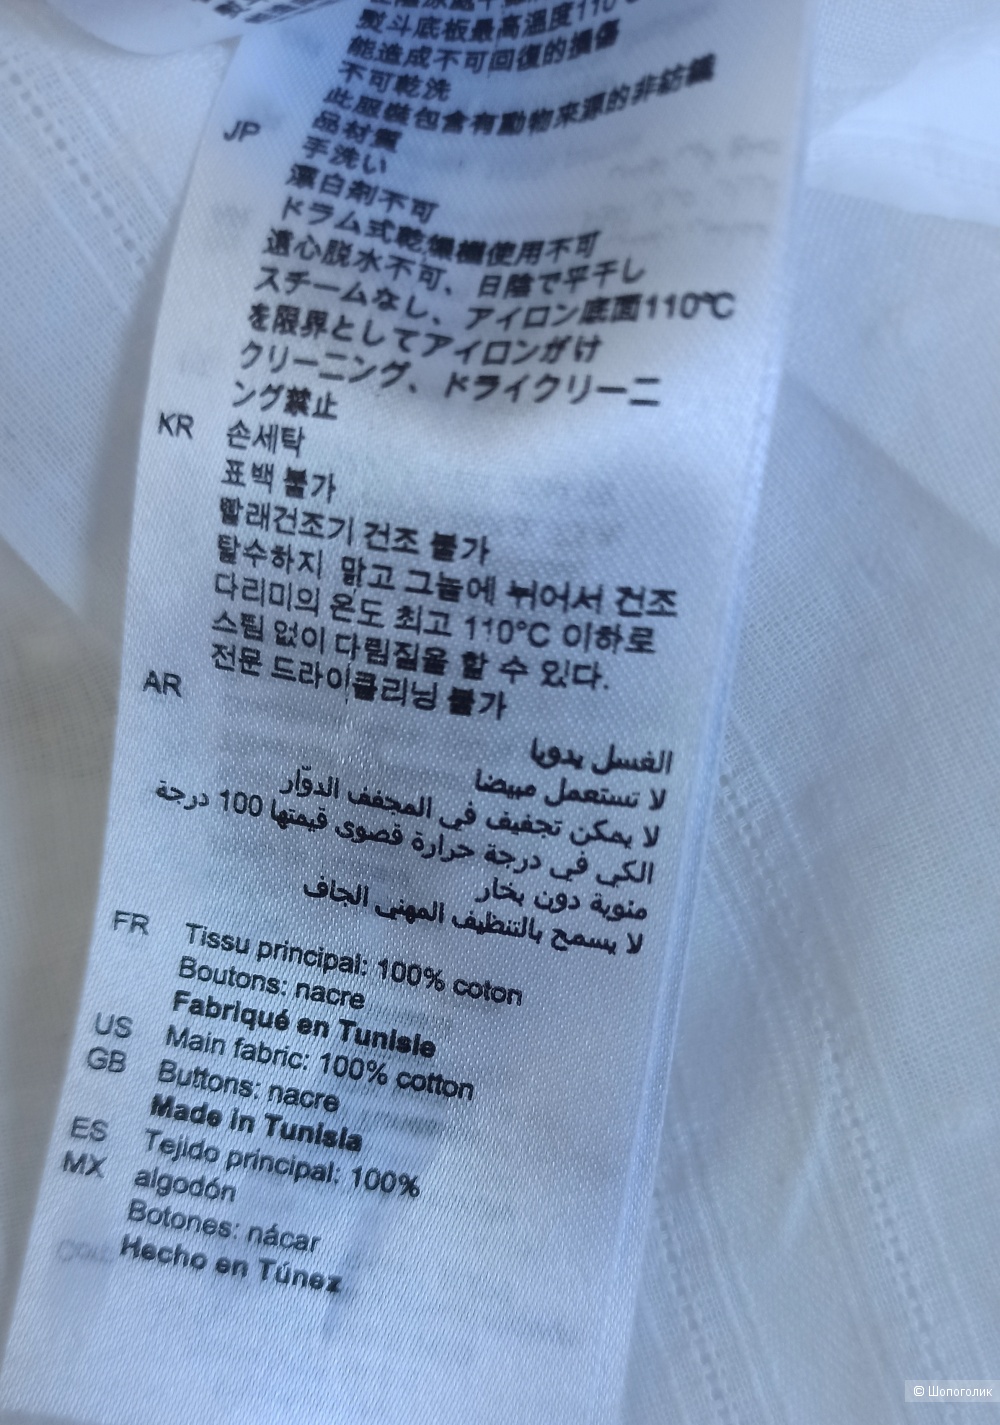 熨斗底板最高溫度110°
能造成不可回復的損傷
不可乾洗
此服裝包含有動物來源的非紡織
品材質
JP 手洗い
漂白剤不可
ドラム式乾燥機使用不可
遠心脱水不可、日陰で平干し
スチームなし、アイロン底面110℃
を限界としてアイロンがけ
クリーニング、ドライクリーニ
ング禁止
KR 손세탁
표백 불가
빨래건조기 건조 불가
탈수하지 맑고 그늘에 뉘어서 건조
다리미의 온도 최고 110°C 이하로
스팀 없이 다림질을 할 수 있다.
전문 드라이클리닝 불가
AR
الغسل يدويا
لا تستعمل مبيضا
لا يمكن تجفيف في المجفف الدوّار
الكي في درجة حرارة قصوى قيمتها 100 درجة
مئوية دون بخار
لا يسمح بالتنظيف المهني الجاف
FR Tissu principal: 100% coton
Boutons: nacre
Fabriqué en Tunisie
US Main fabric: 100% cotton
GB Buttons: nacre
Made in Tunisia
ES Tejido principal: 100%
MX algodón
Botones: nácar
Hecho en Túnez
© Шопоголик